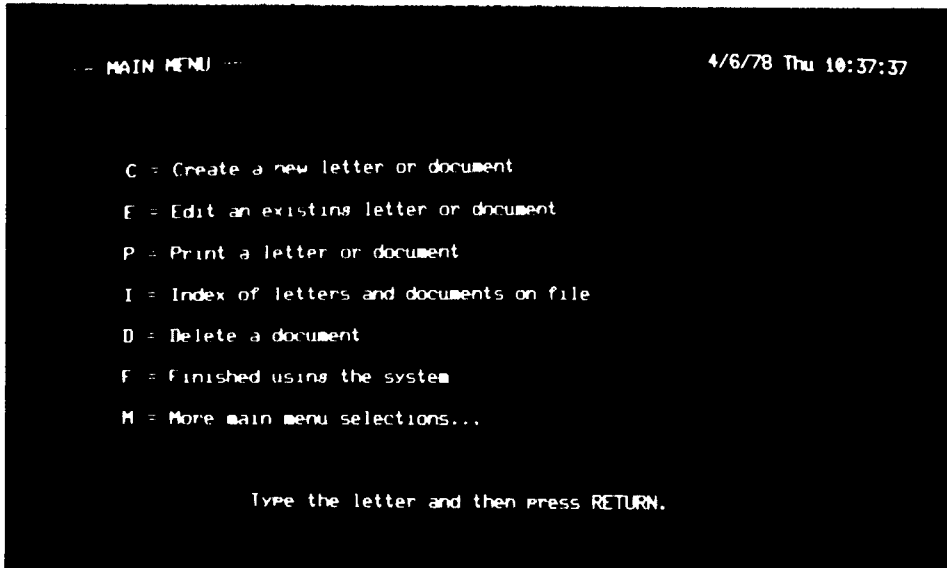 -- MAIN MENU --
4/6/78 Thu 10:37:37
C = Create a new letter or document
E = Edit an existing letter or document
P = Print a letter or document
I = Index of letters and documents on file
D = Delete a document
F = Finished using the system
M = More main menu selections...
Type the letter and then press RETURN.